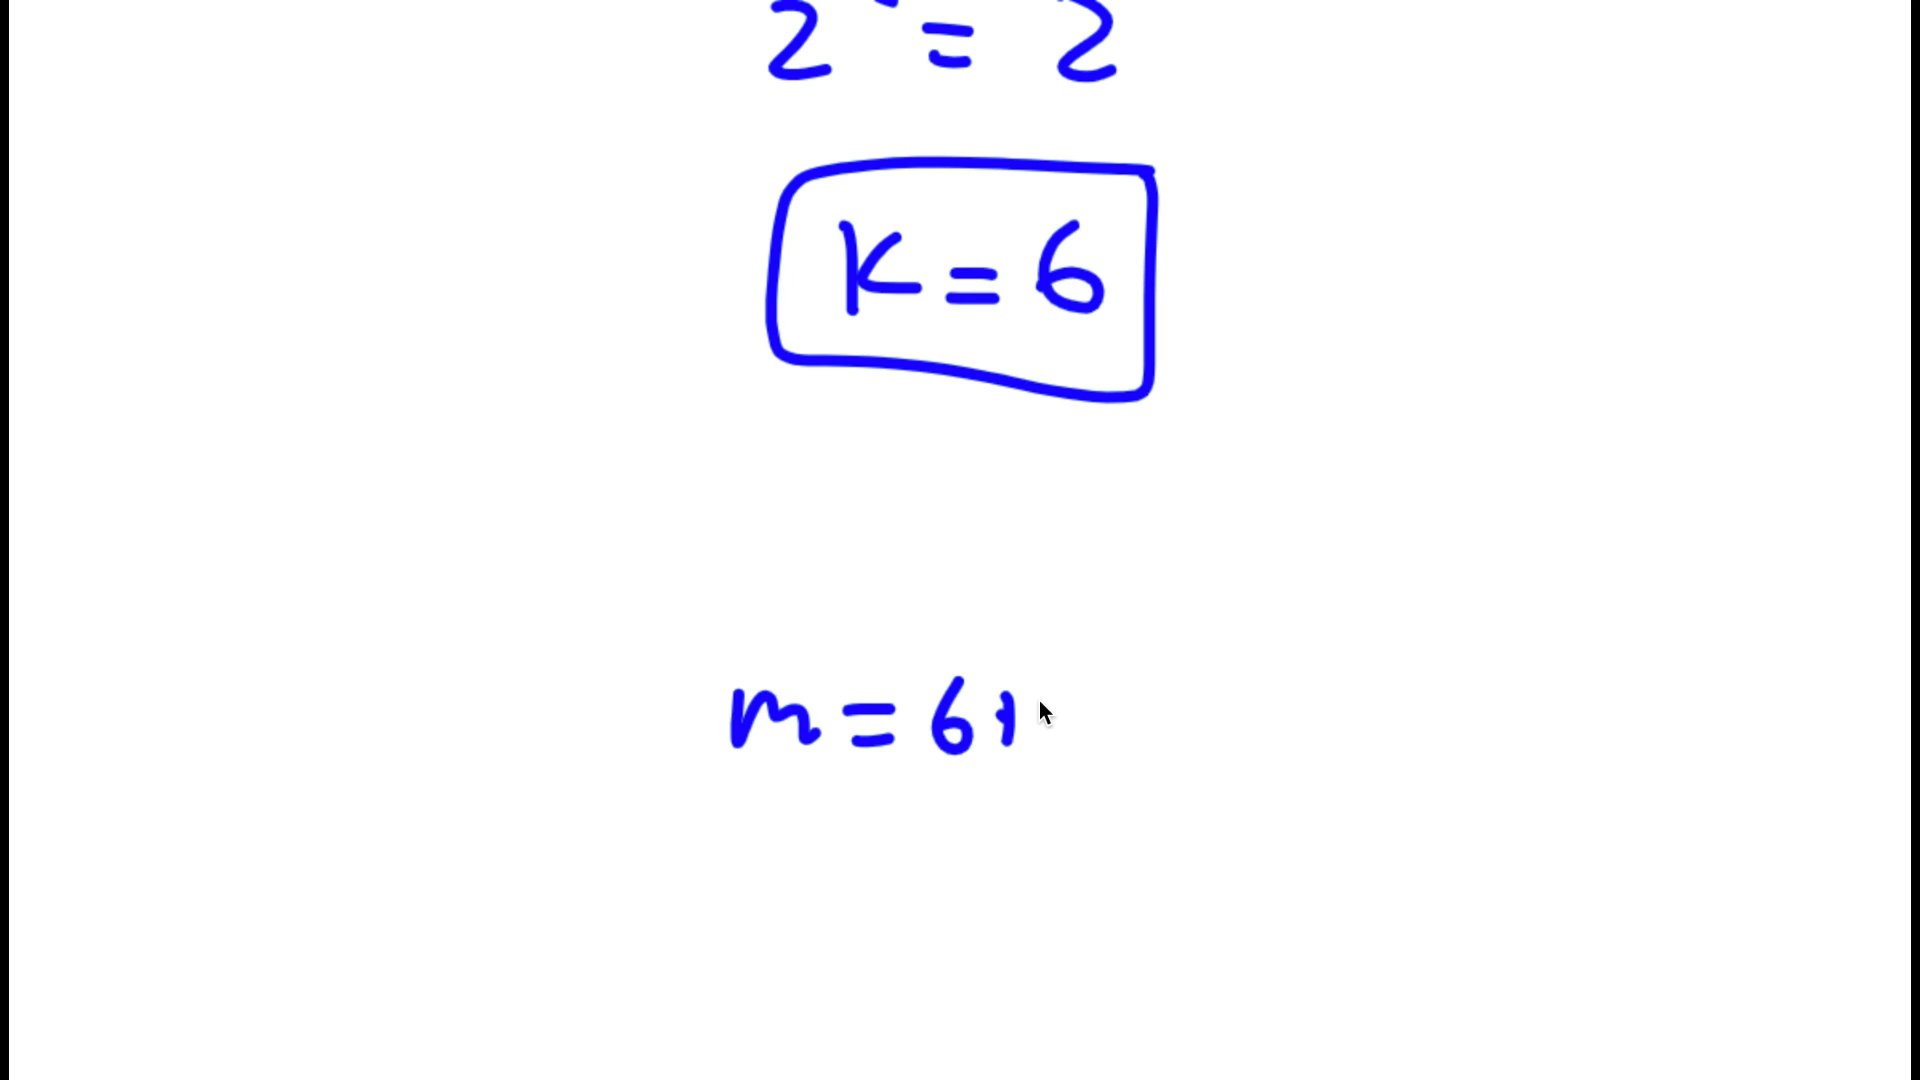 2 = 2
K = 6
m = 6+